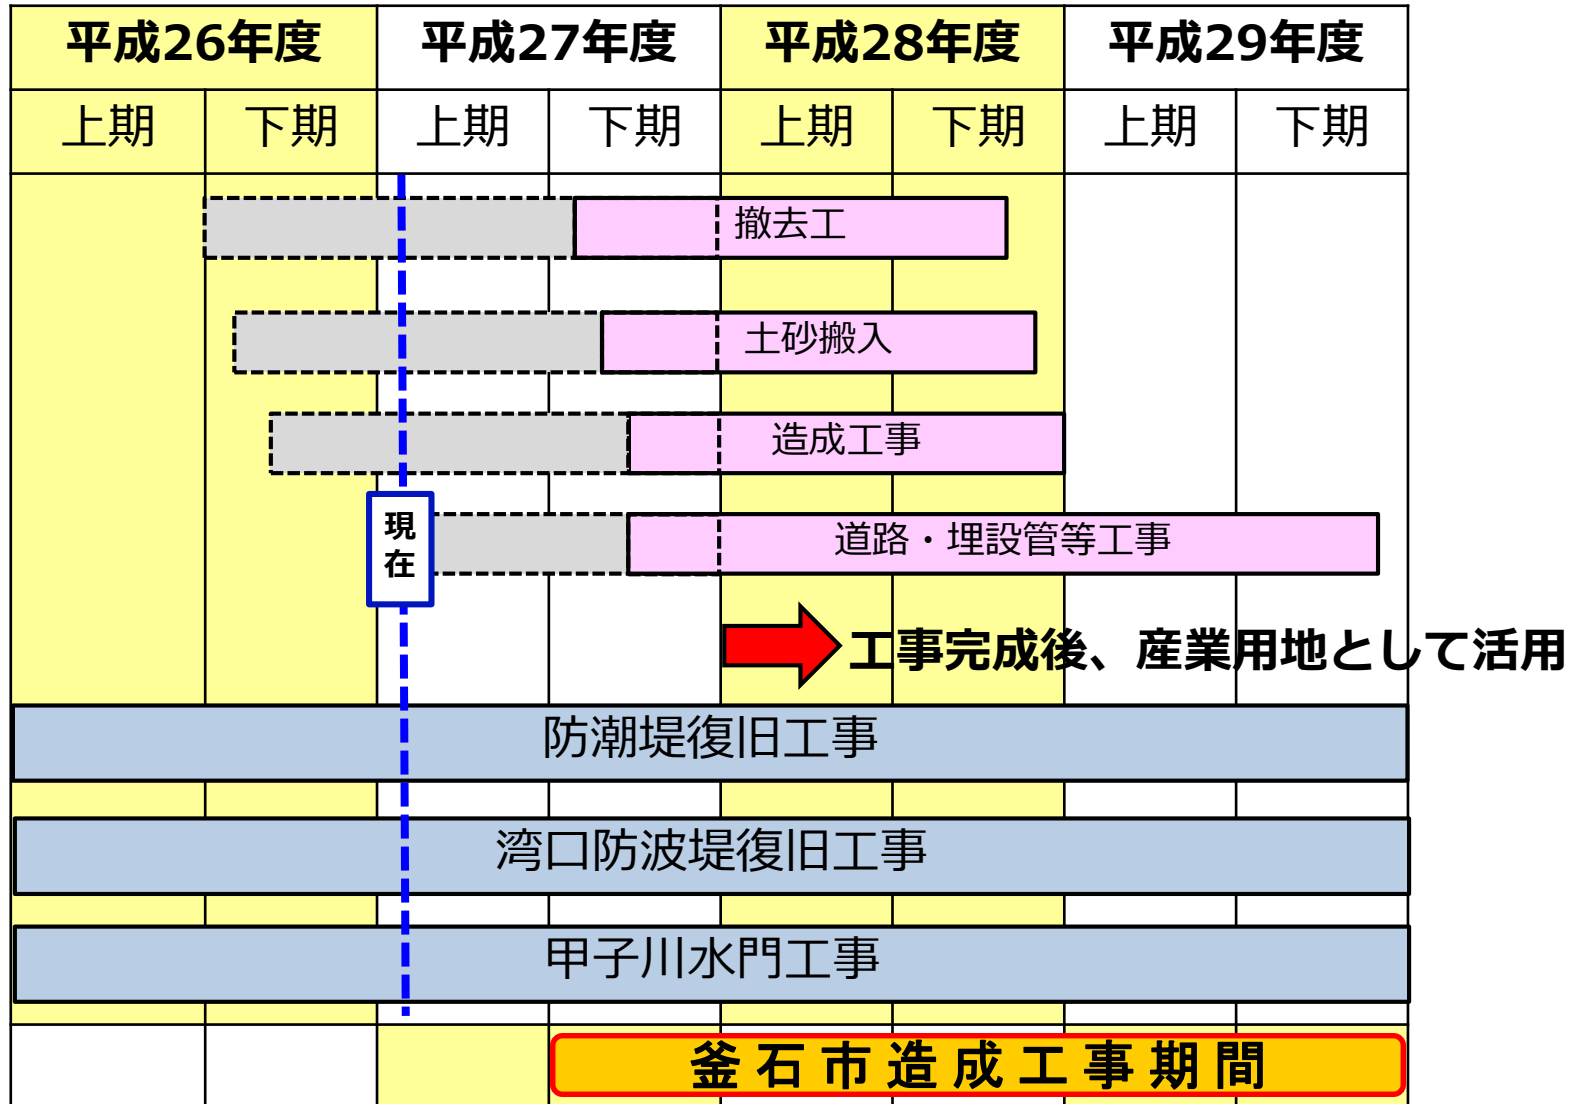 平成26年度 平成27年度 平成28年度 平成29年度
上期 下期 上期 下期 上期 下期 上期 下期
撤去工
土砂搬入
造成工事
現在
道路・埋設管等工事
工事完成後、産業用地として活用
防潮堤復旧工事
湾口防波堤復旧工事
甲子川水門工事
釜石市造成工事期間